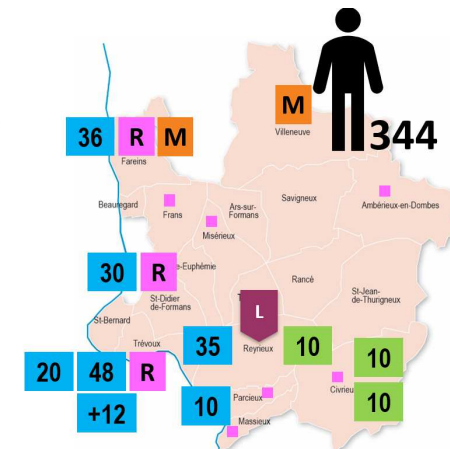 M
344
Villeneuve
36 R M
Fareins
Beauregard
Frans
Ars-sur-
Formans
Savigneux
Ambérieux-en-Dombes
Misérieux
30 R
e-Euphémie
Rancé
St-Didier
de-Formans
St-Jean-
de-Thurigneux
L
St-Bernard
Trévoux
35
Reyrieux
10
10
20 48 R
Parcieux
Civrieu
10
+12
10
Massieux